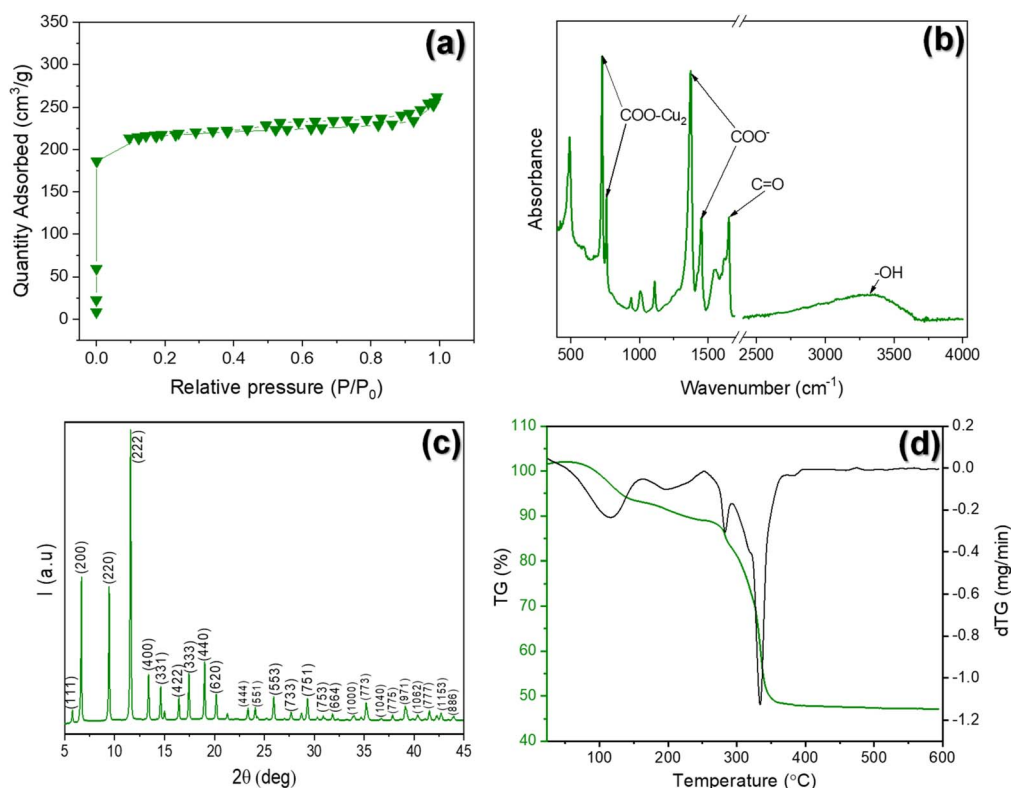 (a)
350
300
250
200
150
100
50
0
Quantity Adsorbed (cm³/g)
0.0 0.2 0.4 0.6 0.8 1.0
Relative pressure (P/P₀)
(b)
COO-Cu₂
COO⁻
C=O
-OH
Absorbance
500 1000 1500 2500 3000 3500 4000
Wavenumber (cm⁻¹)
(c)
(111)
(200)
(220)
(222)
(400)
(331)
(422)
(333)
(440)
(620)
(444)
(551)
(553)
(733)
(751)
(753)
(664)
(1000)
(773)
(1040)
(775)
(971)
(1062)
(777)
(1153)
(886)
I (a.u)
5 10 15 20 25 30 35 40 45
2θ (deg)
(d)
110
100
90
80
70
60
50
40
TG (%)
0.2
0.0
-0.2
-0.4
-0.6
-0.8
-1.0
-1.2
dTG (mg/min)
100 200 300 400 500 600
Temperature (°C)